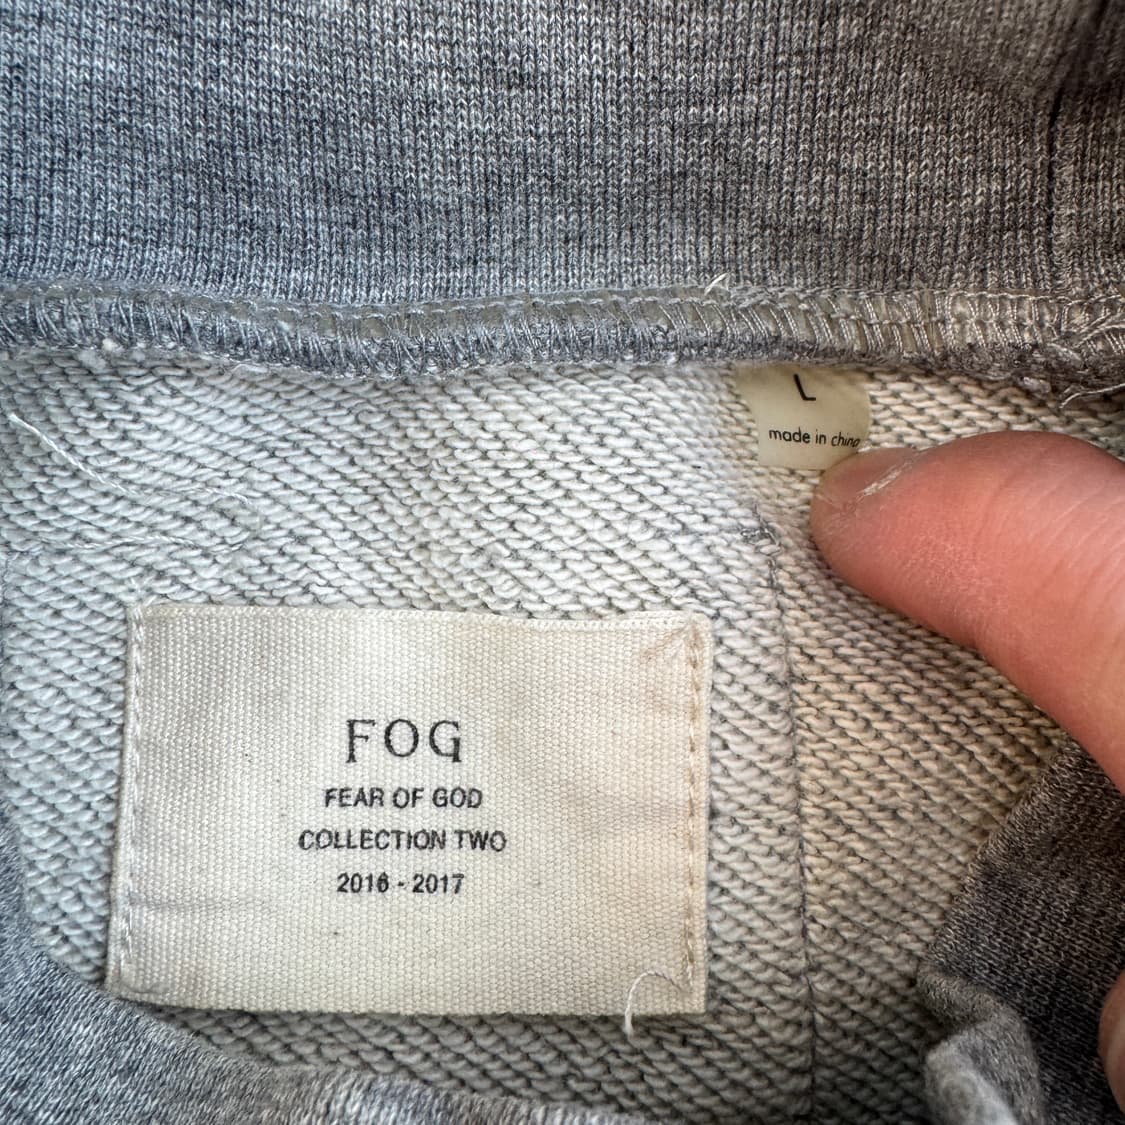 L
made in china
FOG
FEAR OF GOD
COLLECTION TWO
2016 - 2017